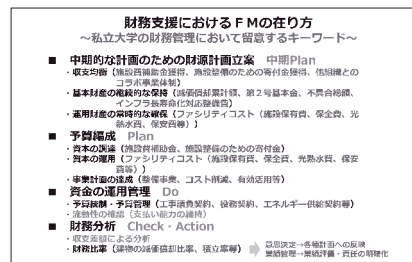 財務支援におけるＦＭの在り方
～私立大学の財務管理において留意するキーワード～
■ 中期的な計画のための財源計画立案 中期Plan
・収支均衡（施設費補助金獲得、施設整備のための寄付金獲得、他組織との
コラボ事業体制）
・基本財産の継続的な保持（減価償却累計額、第２号基本金、不具合総額、
インフラ長寿命化対応整備費）
・運用財産の常時的な確保（ファシリティコスト（施設保有費、保全費、光
熱水費、保安費等））
■ 予算編成 Plan
・資本の調達（施設費補助金、施設整備のための寄付金）
・資本の運用（ファシリティコスト（施設保有費、保全費、光熱水費、保安費
等））
・事業計画の達成（整備事業、コスト削減、有効活用等）
■ 資金の運用管理 Do
・予算統制・予算管理（工事請負契約、役務契約、エネルギー供給契約等）
・流動性の確認（支払い能力の維持）
■ 財務分析 Check・Action
・収支差額による分析
・財務比率（建物の減価償却比率、積立率等）
意思決定→各種計画への反映
業績管理→業績評価・責任の明確化